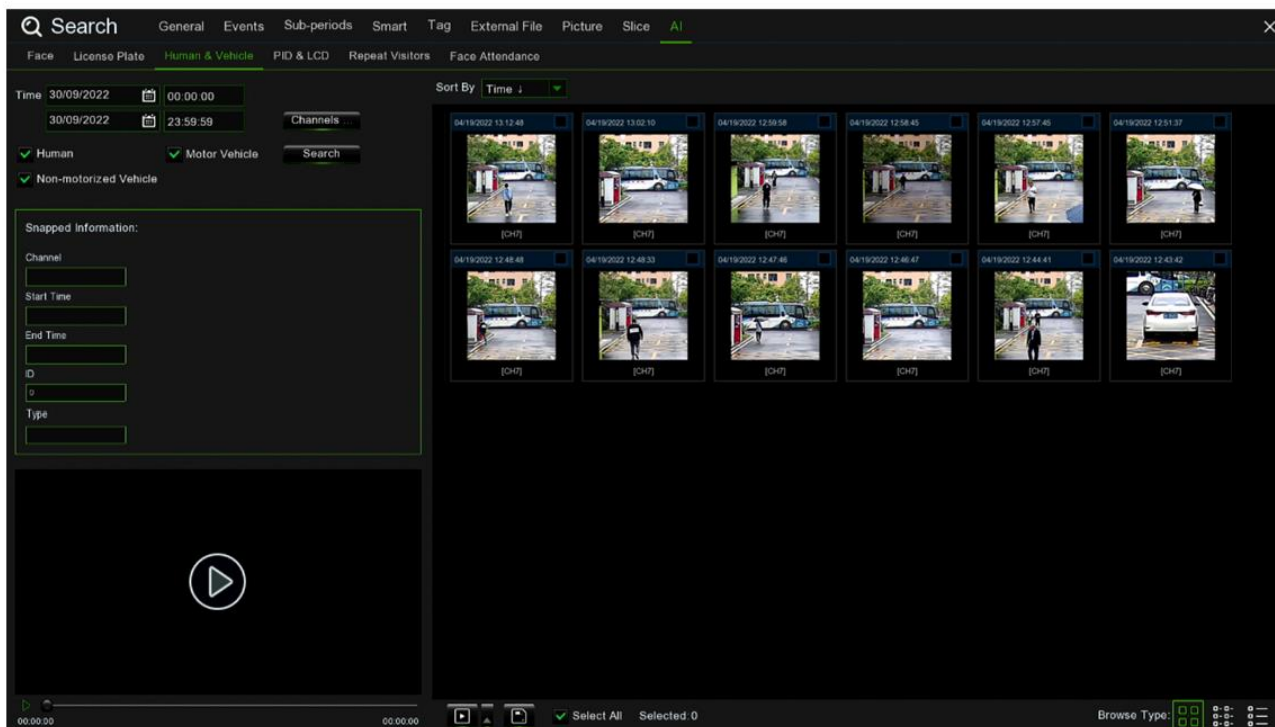 Search General Events Sub-periods Smart Tag External File Picture Slice AI
Face License Plate Human & Vehicle PID & LCD Repeat Visitors Face Attendance
Time 30/09/2022 00:00:00
30/09/2022 23:59:59 Channels ...
Human Motor Vehicle Search
Non-motorized Vehicle
Snapped Information:
Channel
Start Time
End Time
ID
0
Type
00:00:00 00:00:00
Sort By Time ↓
04/19/2022 13:12:48 04/19/2022 13:02:10 04/19/2022 12:59:58 04/19/2022 12:58:45 04/19/2022 12:57:45 04/19/2022 12:51:37
[CH7] [CH7] [CH7] [CH7] [CH7] [CH7]
04/19/2022 12:48:48 04/19/2022 12:48:33 04/19/2022 12:47:46 04/19/2022 12:46:47 04/19/2022 12:44:41 04/19/2022 12:43:42
[CH7] [CH7] [CH7] [CH7] [CH7] [CH7]
Select All Selected:0 Browse Type: